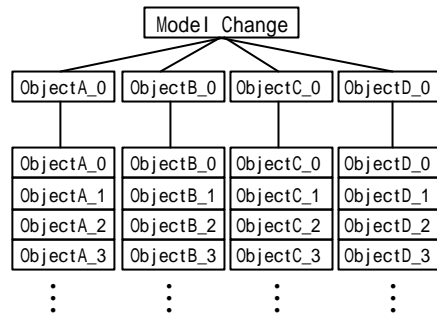 Model Change
ObjectA_0 ObjectB_0 ObjectC_0 ObjectD_0
ObjectA_0 ObjectB_0 ObjectC_0 ObjectD_0
ObjectA_1 ObjectB_1 ObjectC_1 ObjectD_1
ObjectA_2 ObjectB_2 ObjectC_2 ObjectD_2
ObjectA_3 ObjectB_3 ObjectC_3 ObjectD_3